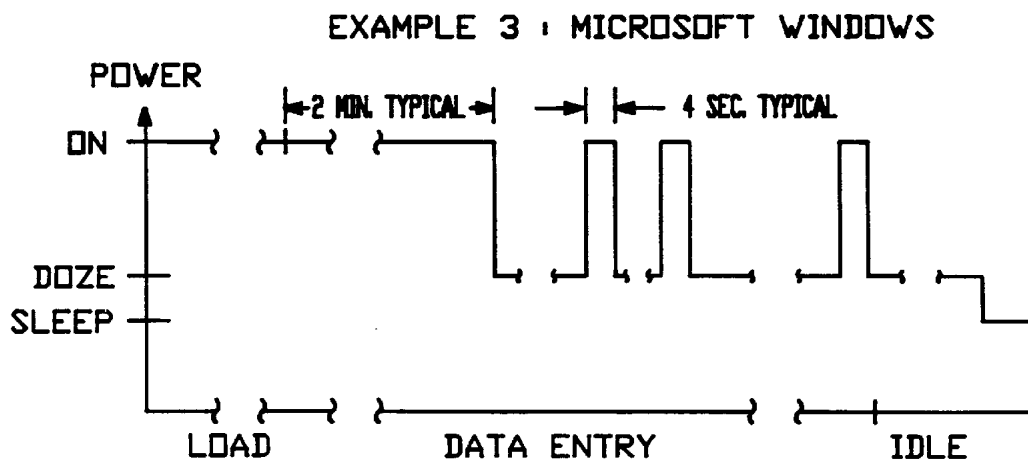 EXAMPLE 3 : MICROSOFT WINDOWS
POWER
2 MIN. TYPICAL
4 SEC. TYPICAL
ON
DOZE
SLEEP
LOAD
DATA ENTRY
IDLE